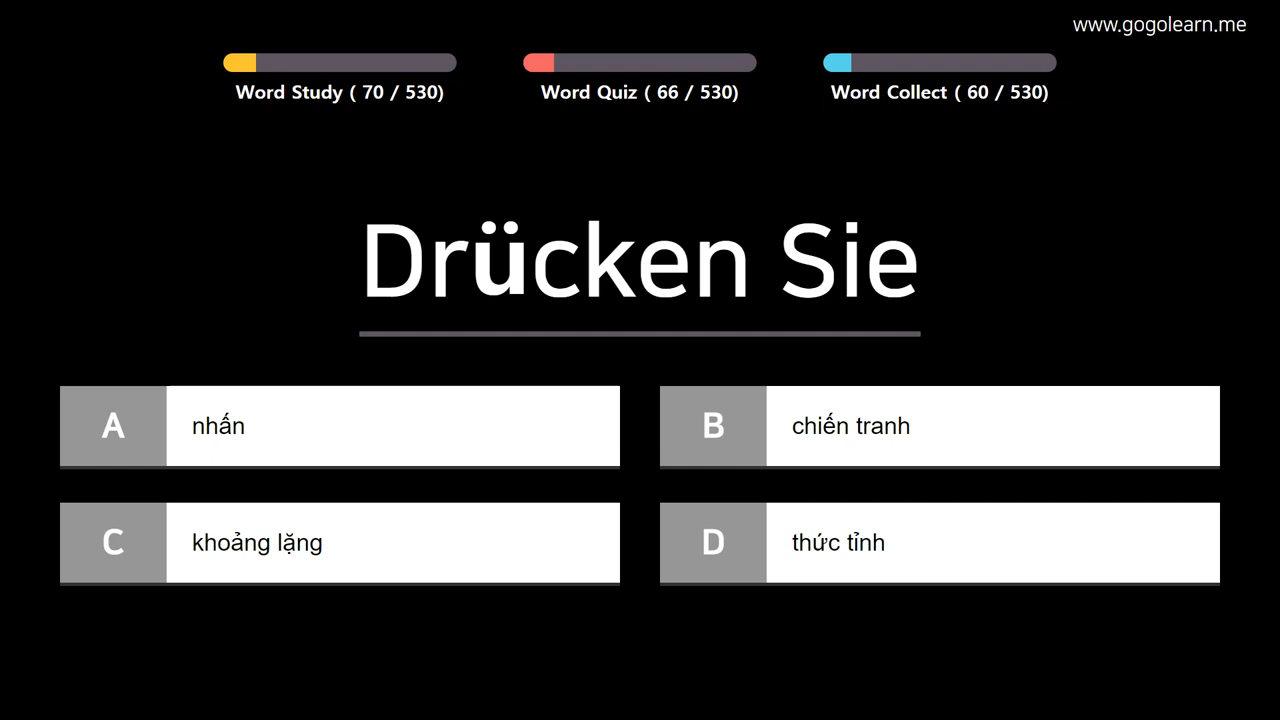 www.gogolearn.me
Word Study ( 70 / 530)
Word Quiz ( 66 / 530)
Word Collect ( 60 / 530)
Drücken Sie
A nhấn
B chiến tranh
C khoảng lặng
D thức tỉnh